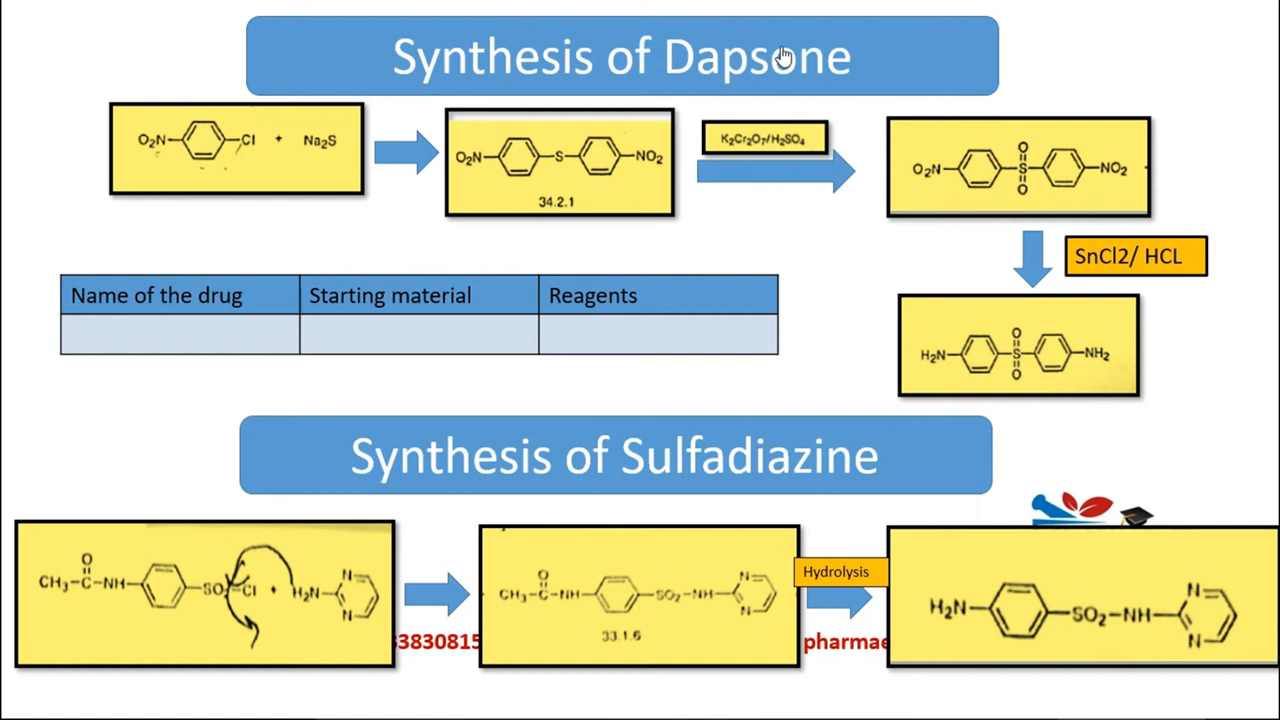 Synthesis of Dapsone
O2N Cl + Na2S
O2N S NO2
34.2.1
K2Cr2O7/H2SO4
O2N O S O NO2
SnCl2/ HCL
H2N O S O NH2
Name of the drug Starting material Reagents
Synthesis of Sulfadiazine
CH3-C-NH O SO2 Cl + H2N N N
CH3-C-NH O SO2-NH N N
33.1.6
Hydrolysis
H2N SO2-NH N N
33830815 pharmae